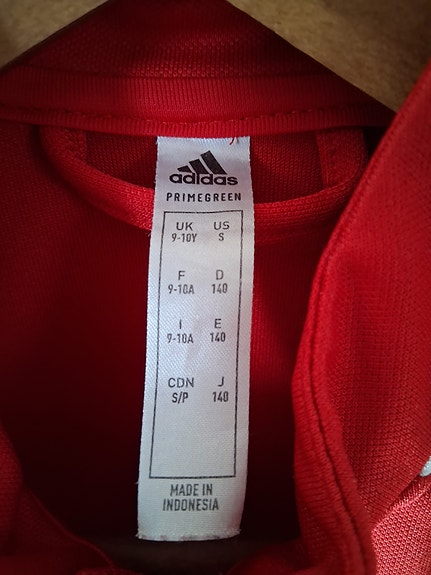 adidas
PRIMEGREEN
UK US
9-10Y S
F D
9-10A 140
I E
9-10A 140
CDN J
S/P 140
MADE IN
INDONESIA